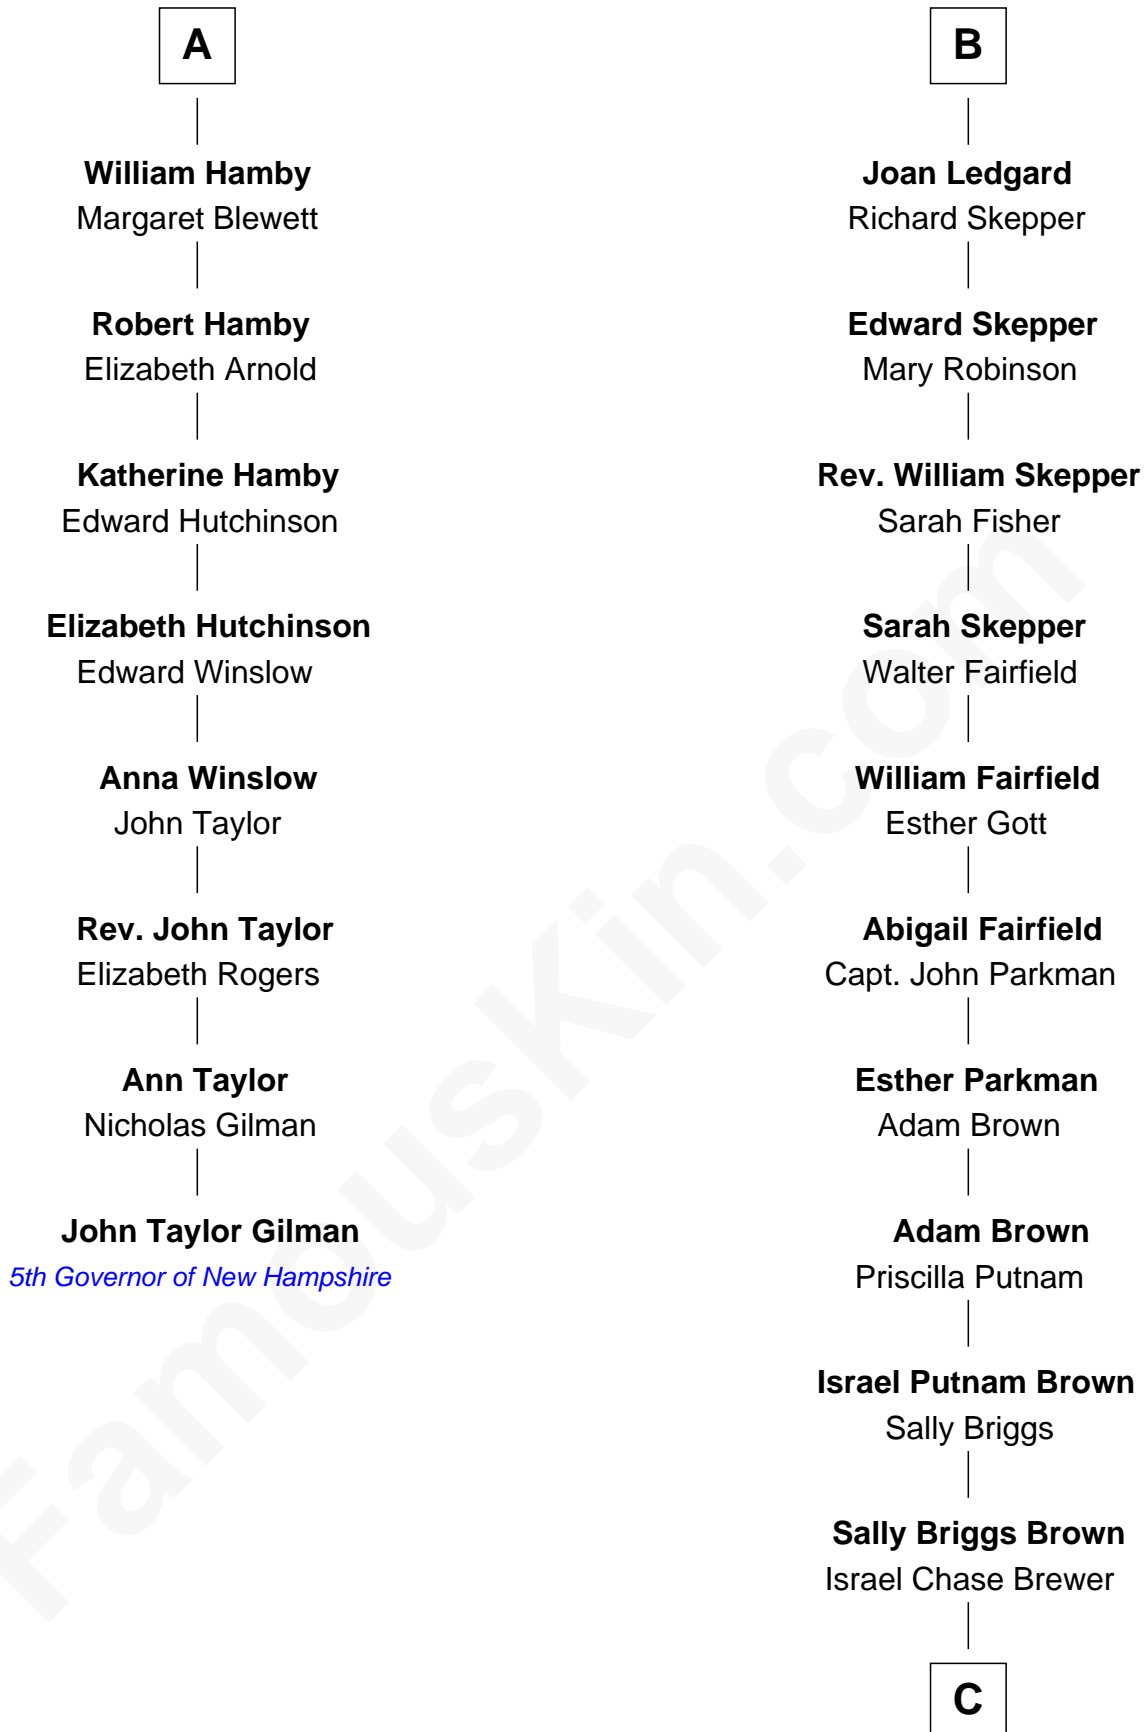 A
William Hamby
Margaret Blewett
Robert Hamby
Elizabeth Arnold
Katherine Hamby
Edward Hutchinson
Elizabeth Hutchinson
Edward Winslow
Anna Winslow
John Taylor
Rev. John Taylor
Elizabeth Rogers
Ann Taylor
Nicholas Gilman
John Taylor Gilman
5th Governor of New Hampshire
B
Joan Ledgard
Richard Skepper
Edward Skepper
Mary Robinson
Rev. William Skepper
Sarah Fisher
Sarah Skepper
Walter Fairfield
William Fairfield
Esther Gott
Abigail Fairfield
Capt. John Parkman
Esther Parkman
Adam Brown
Adam Brown
Priscilla Putnam
Israel Putnam Brown
Sally Briggs
Sally Briggs Brown
Israel Chase Brewer
C
FamousKin.com